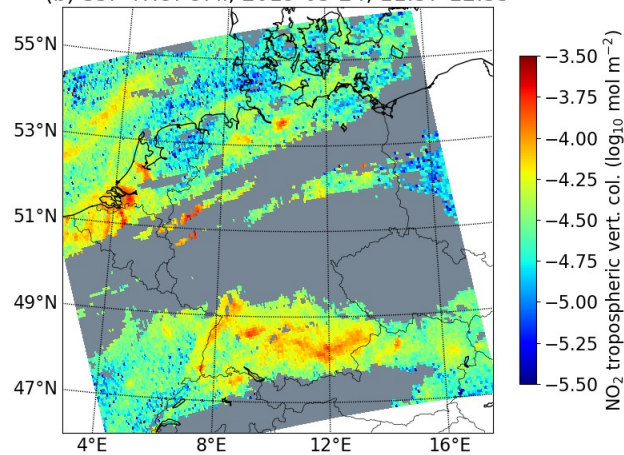 55°N
53°N
51°N
49°N
47°N
4°E 8°E 12°E 16°E
−3.50
−3.75
−4.00
−4.25
−4.50
−4.75
−5.00
−5.25
−5.50
NO₂ tropospheric vert. col. (log₁₀ mol m⁻²)